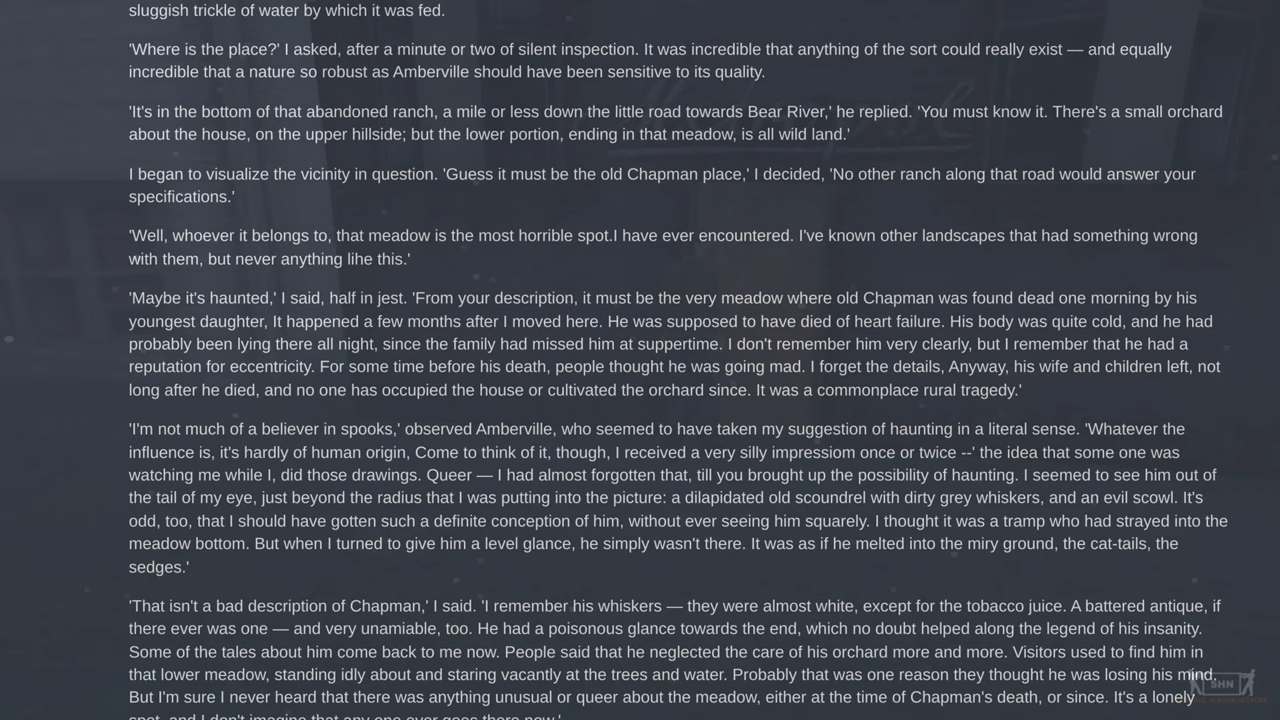 sluggish trickle of water by which it was fed.
'Where is the place?' I asked, after a minute or two of silent inspection. It was incredible that anything of the sort could really exist — and equally
incredible that a nature so robust as Amberville should have been sensitive to its quality.
'It's in the bottom of that abandoned ranch, a mile or less down the little road towards Bear River,' he replied. 'You must know it. There's a small orchard
about the house, on the upper hillside; but the lower portion, ending in that meadow, is all wild land.'
I began to visualize the vicinity in question. 'Guess it must be the old Chapman place,' I decided, 'No other ranch along that road would answer your
specifications.'
'Well, whoever it belongs to, that meadow is the most horrible spot.I have ever encountered. I've known other landscapes that had something wrong
with them, but never anything lihe this.'
'Maybe it's haunted,' I said, half in jest. 'From your description, it must be the very meadow where old Chapman was found dead one morning by his
youngest daughter, It happened a few months after I moved here. He was supposed to have died of heart failure. His body was quite cold, and he had
probably been lying there all night, since the family had missed him at suppertime. I don't remember him very clearly, but I remember that he had a
reputation for eccentricity. For some time before his death, people thought he was going mad. I forget the details, Anyway, his wife and children left, not
long after he died, and no one has occupied the house or cultivated the orchard since. It was a commonplace rural tragedy.'
'I'm not much of a believer in spooks,' observed Amberville, who seemed to have taken my suggestion of haunting in a literal sense. 'Whatever the
influence is, it's hardly of human origin, Come to think of it, though, I received a very silly impressiom once or twice --' the idea that some one was
watching me while I, did those drawings. Queer — I had almost forgotten that, till you brought up the possibility of haunting. I seemed to see him out of
the tail of my eye, just beyond the radius that I was putting into the picture: a dilapidated old scoundrel with dirty grey whiskers, and an evil scowl. It's
odd, too, that I should have gotten such a definite conception of him, without ever seeing him squarely. I thought it was a tramp who had strayed into the
meadow bottom. But when I turned to give him a level glance, he simply wasn't there. It was as if he melted into the miry ground, the cat-tails, the
sedges.'
'That isn't a bad description of Chapman,' I said. 'I remember his whiskers — they were almost white, except for the tobacco juice. A battered antique, if
there ever was one — and very unamiable, too. He had a poisonous glance towards the end, which no doubt helped along the legend of his insanity.
Some of the tales about him come back to me now. People said that he neglected the care of his orchard more and more. Visitors used to find him in
that lower meadow, standing idly about and staring vacantly at the trees and water. Probably that was one reason they thought he was losing his mind.
But I'm sure I never heard that there was anything unusual or queer about the meadow, either at the time of Chapman's death, or since. It's a lonely
spot, and I don't imagine that any one ever goes there now.'
SHN